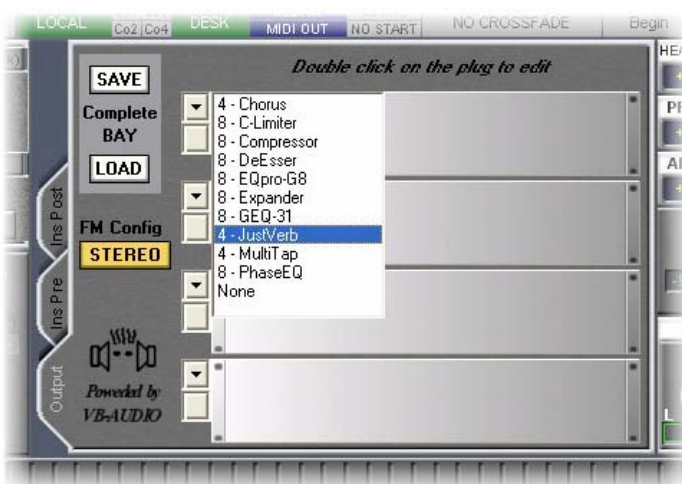 LOCAL
Co2 Co4
DESK
MIDI OUT
NO START
NO CROSSFADE
Begin
SAVE
Complete
BAY
LOAD
FM Config
STEREO
Powerded by
VB-AUDIO
Ins Post
Ins Pre
Output
Double click on the plug to edit
4 - Chorus
8 - C-Limiter
8 - Compressor
8 - DeEsser
8 - EQpro-G8
8 - Expander
8 - GEQ-31
4 - JustVerb
4 - MultiTap
8 - PhaseEQ
None
L